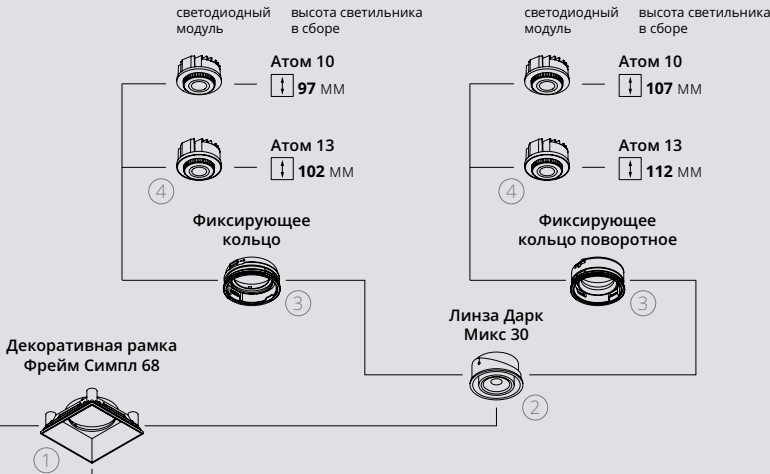 светодиодный
модуль
высота светильника
в сборе
светодиодный
модуль
высота светильника
в сборе
Атом 10
97 мм
Атом 10
107 мм
Атом 13
102 мм
Атом 13
112 мм
4
4
Фиксирующее
кольцо
Фиксирующее
кольцо поворотное
3
3
Линза Дарк
Микс 30
2
Декоративная рамка
Фрейм Симпл 68
1